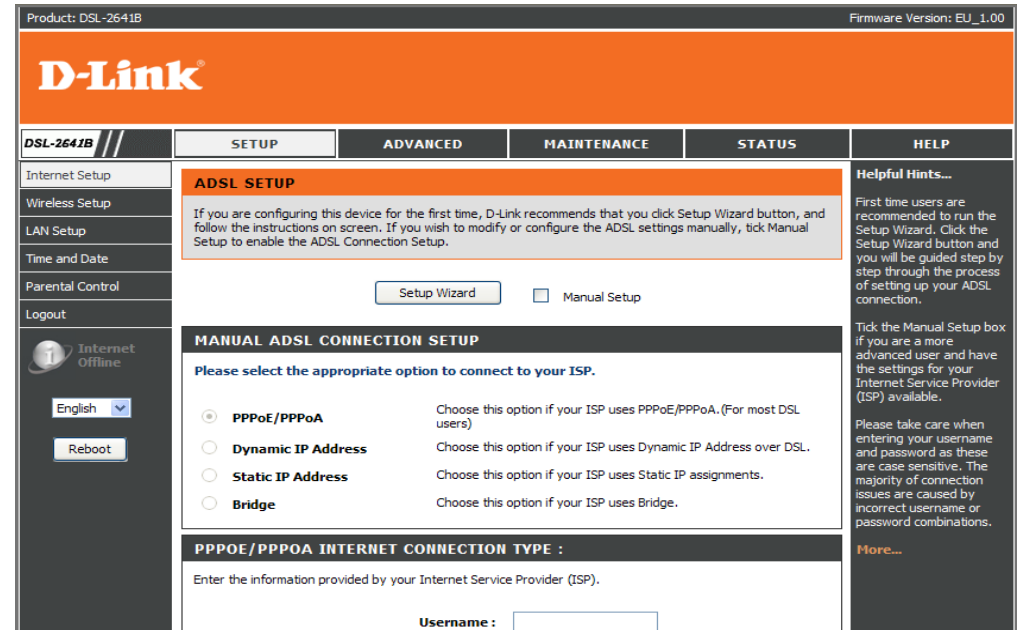 Product: DSL-2641B
Firmware Version: EU_1.00
D-Link®
DSL-2641B
SETUP
ADVANCED
MAINTENANCE
STATUS
HELP
Internet Setup
Wireless Setup
LAN Setup
Time and Date
Parental Control
Logout
Internet
Offline
English
Reboot
ADSL SETUP
If you are configuring this device for the first time, D-Link recommends that you click Setup Wizard button, and
follow the instructions on screen. If you wish to modify or configure the ADSL settings manually, tick Manual
Setup to enable the ADSL Connection Setup.
Setup Wizard
Manual Setup
MANUAL ADSL CONNECTION SETUP
Please select the appropriate option to connect to your ISP.
PPPoE/PPPoA
Choose this option if your ISP uses PPPoE/PPPoA.(For most DSL
users)
Dynamic IP Address
Choose this option if your ISP uses Dynamic IP Address over DSL.
Static IP Address
Choose this option if your ISP uses Static IP assignments.
Bridge
Choose this option if your ISP uses Bridge.
PPPOE/PPPOA INTERNET CONNECTION TYPE :
Enter the information provided by your Internet Service Provider (ISP).
Username :
Helpful Hints...
First time users are
recommended to run the
Setup Wizard. Click the
Setup Wizard button and
you will be guided step by
step through the process
of setting up your ADSL
connection.
Tick the Manual Setup box
if you are a more
advanced user and have
the settings for your
Internet Service Provider
(ISP) available.
Please take care when
entering your username
and password as these
are case sensitive. The
majority of connection
issues are caused by
incorrect username or
password combinations.
More...